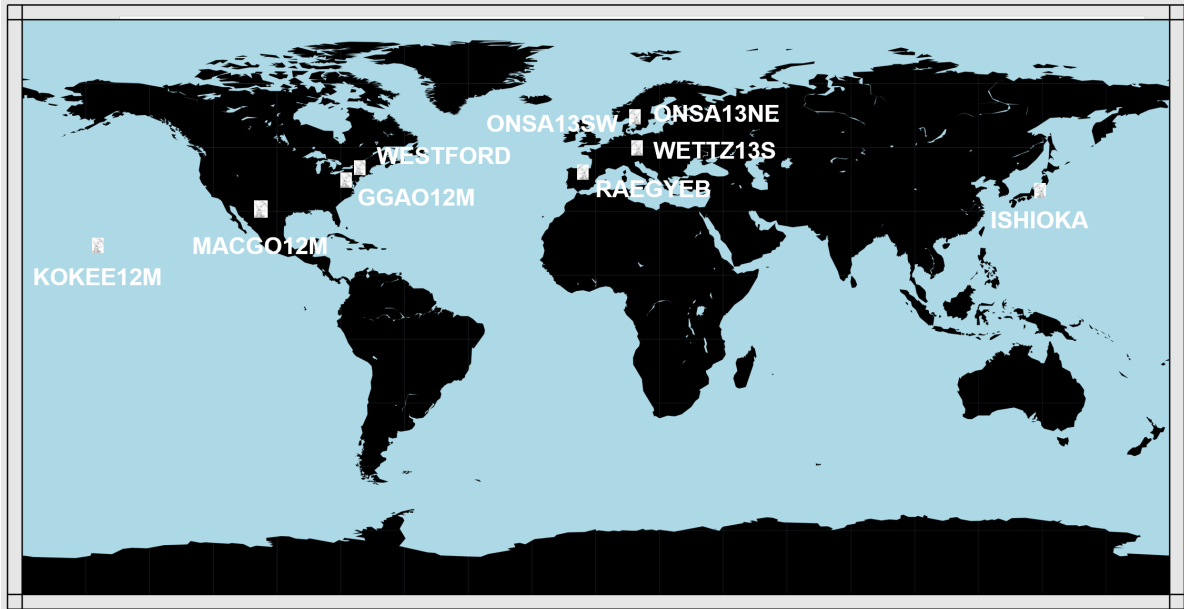 ONSA13SW
ONSA13NE
WESTFORD
WETTZ13S
GGAO12M
RAEGYEB
ISHIOKA
MACGO12M
KOKEE12M